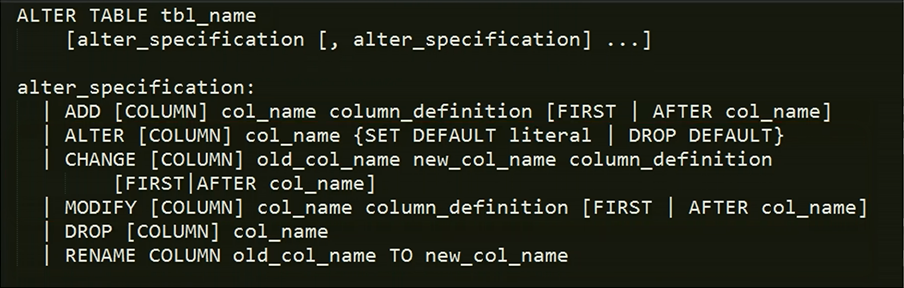 ALTER TABLE tbl_name
[alter_specification [, alter_specification] ...]
alter_specification:
| ADD [COLUMN] col_name column_definition [FIRST | AFTER col_name]
| ALTER [COLUMN] col_name {SET DEFAULT literal | DROP DEFAULT}
| CHANGE [COLUMN] old_col_name new_col_name column_definition
[FIRST|AFTER col_name]
| MODIFY [COLUMN] col_name column_definition [FIRST | AFTER col_name]
| DROP [COLUMN] col_name
| RENAME COLUMN old_col_name TO new_col_name